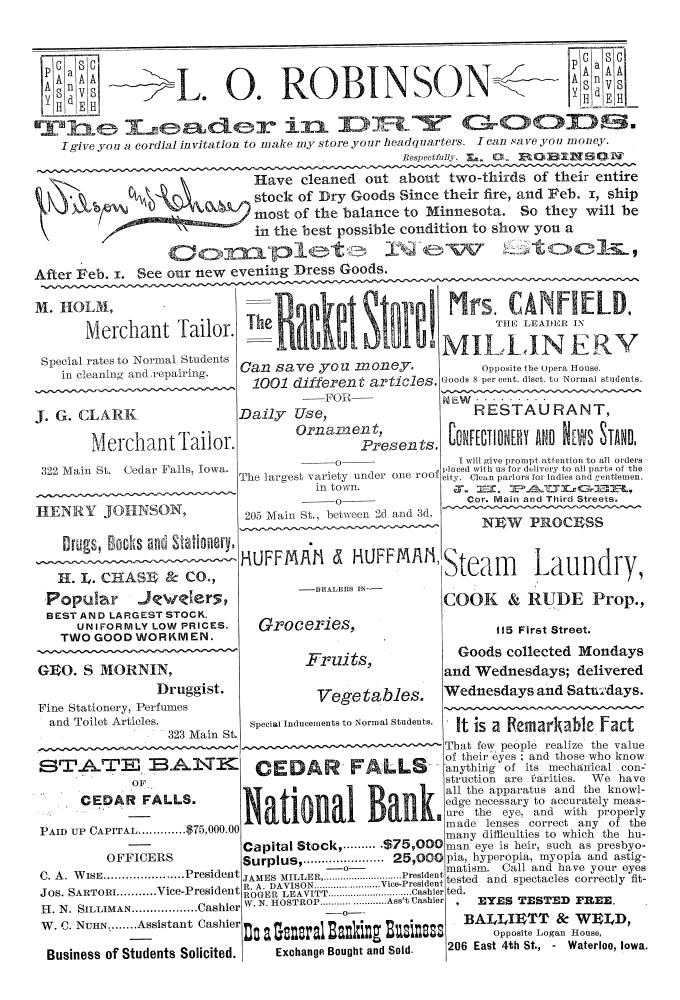 PAY CASH and SAVE CASH
L. O. ROBINSON
PAY CASH and SAVE CASH
The Leader in DRY GOODS.
I give you a cordial invitation to make my store your headquarters. I can save you money.
Respectfully. L. O. ROBINSON
Wilson and Chase
Have cleaned out about two-thirds of their entire
stock of Dry Goods Since their fire, and Feb. 1, ship
most of the balance to Minnesota. So they will be
in the best possible condition to show you a
Complete New Stock,
After Feb. 1. See our new evening Dress Goods.
M. HOLM,
Merchant Tailor.
Special rates to Normal Students
in cleaning and repairing.
J. G. CLARK
Merchant Tailor.
322 Main St. Cedar Falls, Iowa.
HENRY JOHNSON,
Drugs, Books and Stationery.
H. L. CHASE & CO.,
Popular Jewelers,
BEST AND LARGEST STOCK,
UNIFORMLY LOW PRICES.
TWO GOOD WORKMEN.
GEO. S MORNIN,
Druggist.
Fine Stationery, Perfumes
and Toilet Articles.
323 Main St.
STATE BANK
OF
CEDAR FALLS.
PAID UP CAPITAL............$75,000.00
OFFICERS
C. A. WISE....................President
JOS. SARTORI............Vice-President
H. N. SILLIMAN....................Cashier
W. C. NUHN........Assistant Cashier
Business of Students Solicited.
The Racket Store!
Can save you money.
1001 different articles.
—FOR—
Daily Use,
Ornament,
Presents.
—o—
The largest variety under one roof
in town.
—o—
205 Main St., between 2d and 3d.
HUFFMAN & HUFFMAN,
—DEALERS IN—
Groceries,
Fruits,
Vegetables.
Special Inducements to Normal Students.
CEDAR FALLS
National Bank.
Capital Stock,......... $75,000
Surplus,...................... 25,000
—o—
JAMES MILLER,........................President
R. A. DAVISON....................Vice-President
ROGER LEAVITT..........................Cashier
W. N. HOSTROP..................Ass't Cashier
—o—
Do a General Banking Business
Exchange Bought and Sold.
Mrs. CANFIELD,
THE LEADER IN
MILLINERY
Opposite the Opera House.
Goods 8 per cent. disct. to Normal students.
NEW .........
RESTAURANT,
CONFECTIONERY AND NEWS STAND,
I will give prompt attention to all orders
placed with us for delivery to all parts of the
city. Clean parlors for ladies and gentlemen.
J. H. PAULGER,
Cor. Main and Third Streets.
NEW PROCESS
Steam Laundry,
COOK & RUDE Prop.,
115 First Street.
Goods collected Mondays
and Wednesdays; delivered
Wednesdays and Satudays.
It is a Remarkable Fact
That few people realize the value
of their eyes; and those who know
anything of its mechanical con-
struction are rarities. We have
all the apparatus and the knowl-
edge necessary to accurately meas-
ure the eye, and with properly
made lenses correct any of the
many difficulties to which the hu-
man eye is heir, such as presbyo-
pia, hyperopia, myopia and astig-
matism. Call and have your eyes
tested and spectacles correctly fit-
ted.
EYES TESTED FREE.
BALLIETT & WELD,
Opposite Logan House,
206 East 4th St., - Waterloo, Iowa.